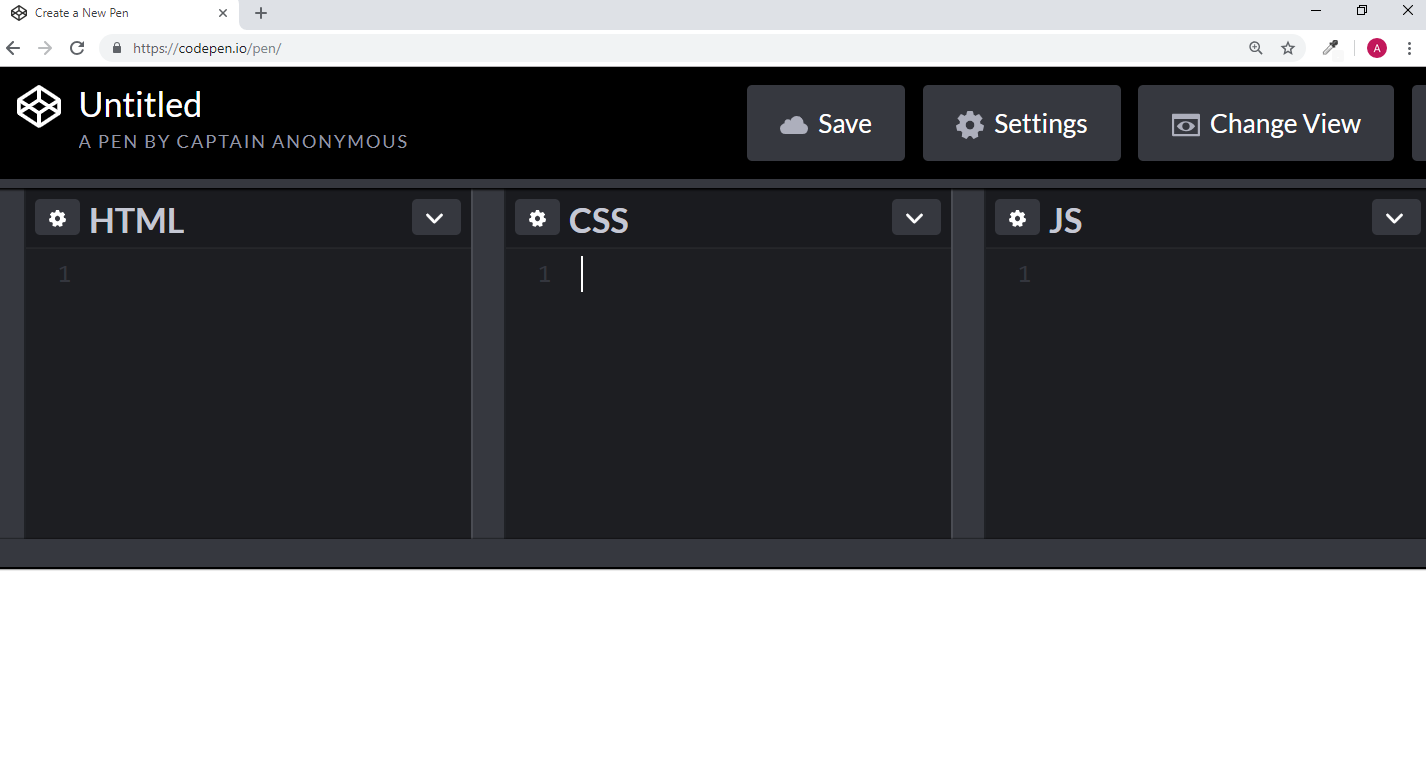 Create a New Pen
https://codepen.io/pen/
A
Untitled
A PEN BY CAPTAIN ANONYMOUS
Save
Settings
Change View
HTML
CSS
JS
1
1
1